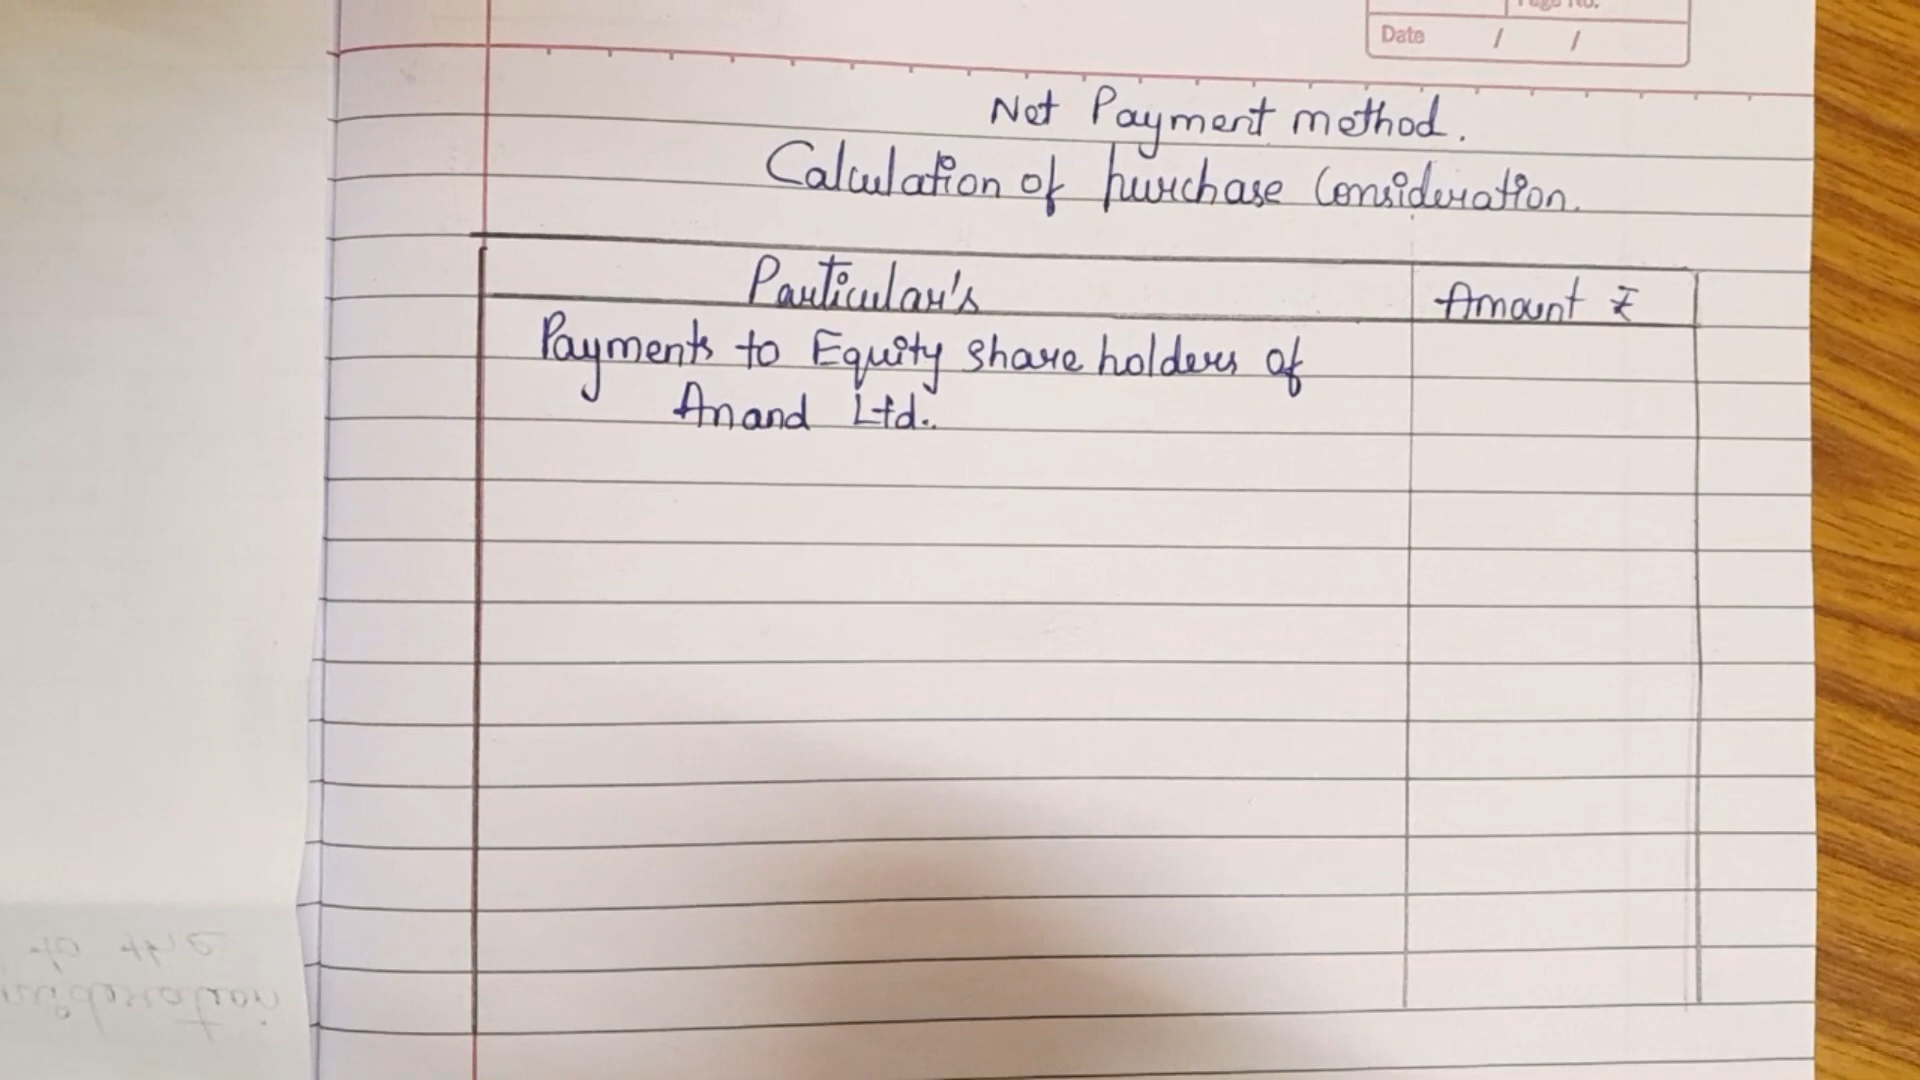 Date / /
Net Payment method.
Calculation of purchase Consideration.
Particular's Amount ₹
Payments to Equity share holders of
Anand Ltd..